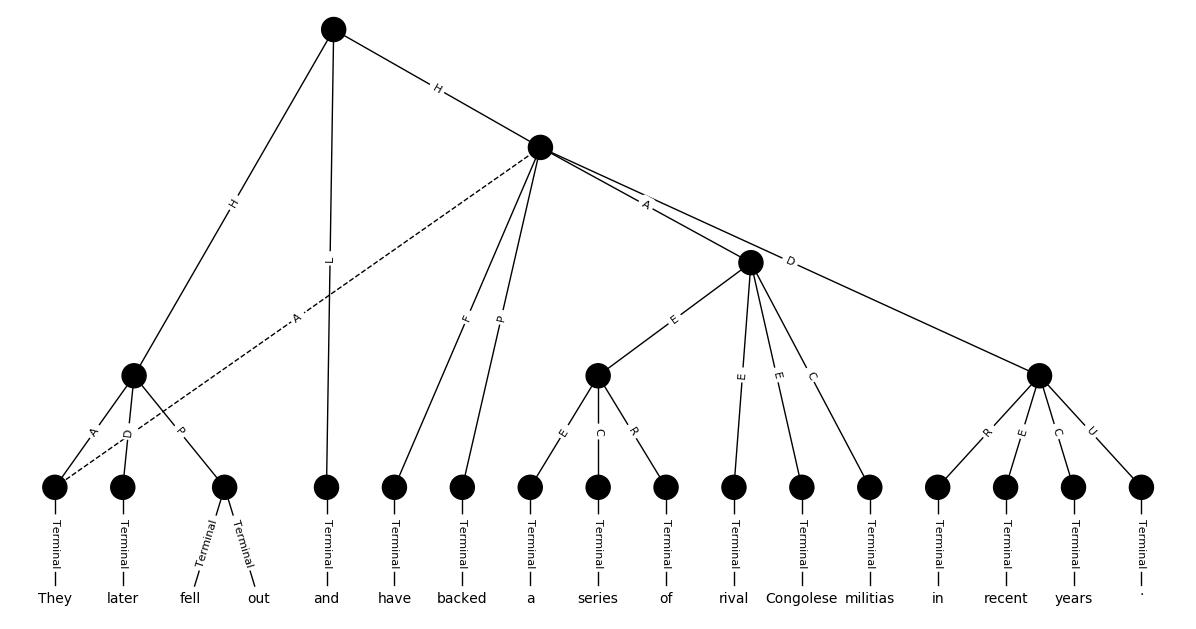 H
H
A
L
H
D
A
F
P
E
E
E
C
A
D
P
E
C
R
R
E
C
U
Terminal Terminal Terminal Terminal Terminal Terminal Terminal Terminal Terminal Terminal Terminal Terminal Terminal Terminal Terminal Terminal Terminal
They later fell out and have backed a series of rival Congolese militias in recent years .